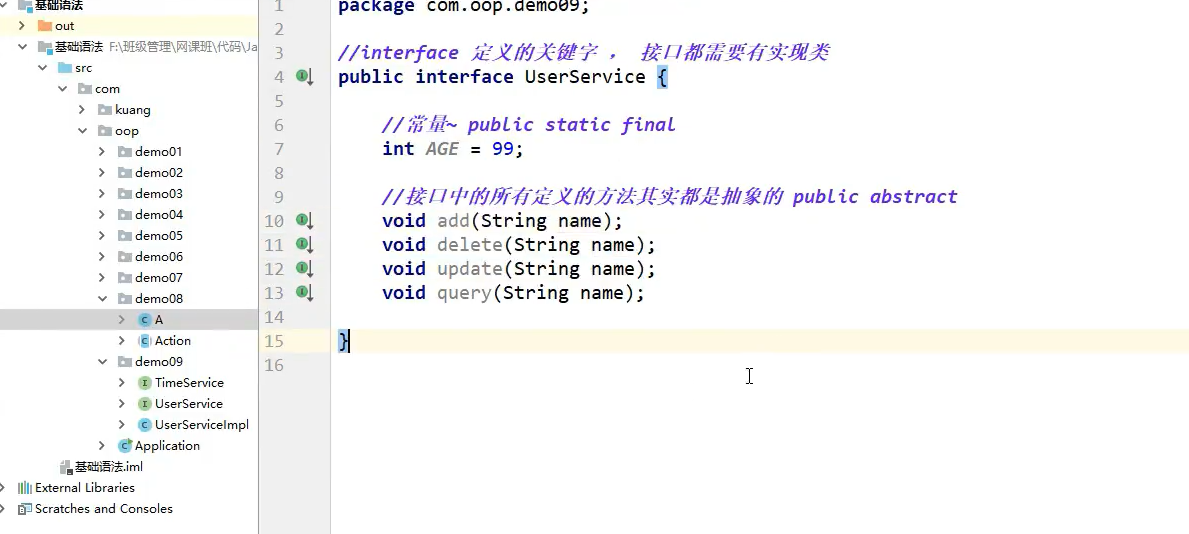 基础语法
out
基础语法 F:\班级管理\网课班\代码\Ja
src
com
kuang
oop
demo01
demo02
demo03
demo04
demo05
demo06
demo07
demo08
A
Action
demo09
TimeService
UserService
UserServiceImpl
Application
基础语法.iml
External Libraries
Scratches and Consoles
1 package com.oop.demo09;
2
3 //interface 定义的关键字 ， 接口都需要有实现类
4 public interface UserService {
5
6 //常量~ public static final
7 int AGE = 99;
8
9 //接口中的所有定义的方法其实都是抽象的 public abstract
10 void add(String name);
11 void delete(String name);
12 void update(String name);
13 void query(String name);
14
15 }
16